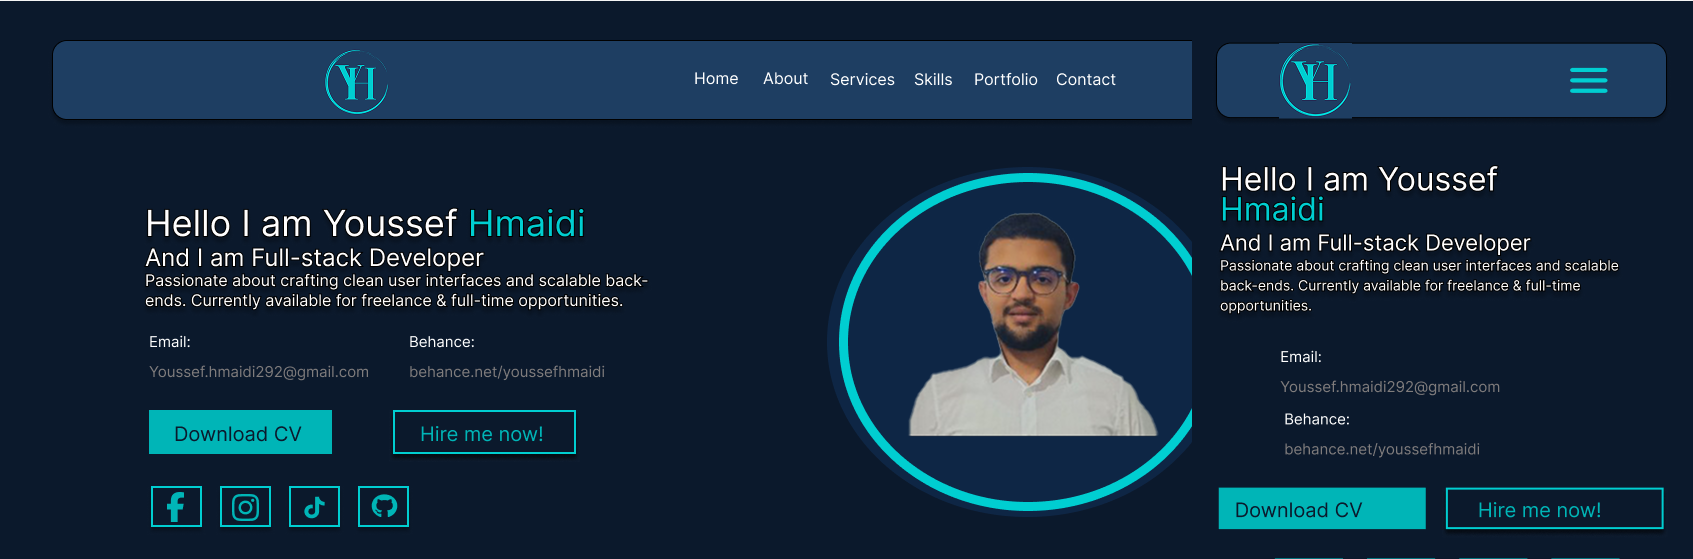 YH
Home About Services Skills Portfolio Contact
Hello I am Youssef Hmaidi
And I am Full-stack Developer
Passionate about crafting clean user interfaces and scalable back-
ends. Currently available for freelance & full-time opportunities.
Email: Behance:
Youssef.hmaidi292@gmail.com behance.net/youssefhmaidi
Download CV Hire me now!
YH
Hello I am Youssef
Hmaidi
And I am Full-stack Developer
Passionate about crafting clean user interfaces and scalable
back-ends. Currently available for freelance & full-time
opportunities.
Email:
Youssef.hmaidi292@gmail.com
Behance:
behance.net/youssefhmaidi
Download CV Hire me now!